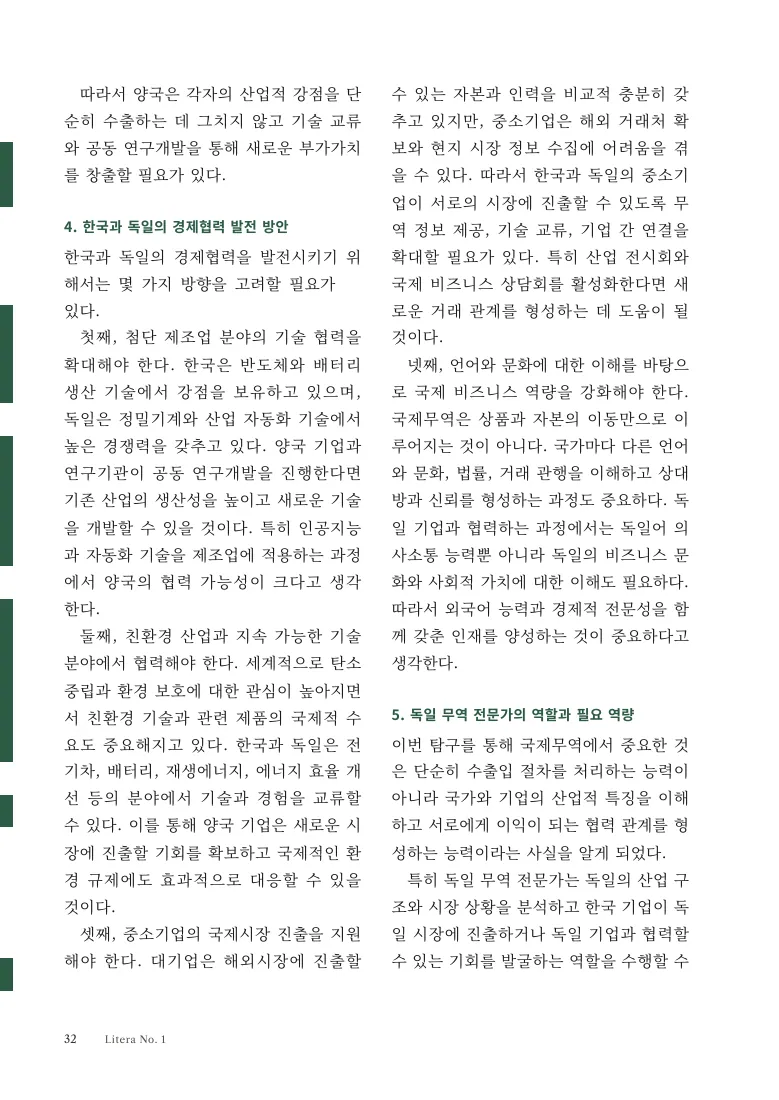 따라서 양국은 각자의 산업적 강점을 단
순히 수출하는 데 그치지 않고 기술 교류
와 공동 연구개발을 통해 새로운 부가가치
를 창출할 필요가 있다.
4. 한국과 독일의 경제협력 발전 방안
한국과 독일의 경제협력을 발전시키기 위
해서는 몇 가지 방향을 고려할 필요가
있다.
첫째, 첨단 제조업 분야의 기술 협력을
확대해야 한다. 한국은 반도체와 배터리
생산 기술에서 강점을 보유하고 있으며,
독일은 정밀기계와 산업 자동화 기술에서
높은 경쟁력을 갖추고 있다. 양국 기업과
연구기관이 공동 연구개발을 진행한다면
기존 산업의 생산성을 높이고 새로운 기술
을 개발할 수 있을 것이다. 특히 인공지능
과 자동화 기술을 제조업에 적용하는 과정
에서 양국의 협력 가능성이 크다고 생각
한다.
둘째, 친환경 산업과 지속 가능한 기술
분야에서 협력해야 한다. 세계적으로 탄소
중립과 환경 보호에 대한 관심이 높아지면
서 친환경 기술과 관련 제품의 국제적 수
요도 중요해지고 있다. 한국과 독일은 전
기차, 배터리, 재생에너지, 에너지 효율 개
선 등의 분야에서 기술과 경험을 교류할
수 있다. 이를 통해 양국 기업은 새로운 시
장에 진출할 기회를 확보하고 국제적인 환
경 규제에도 효과적으로 대응할 수 있을
것이다.
셋째, 중소기업의 국제시장 진출을 지원
해야 한다. 대기업은 해외시장에 진출할
수 있는 자본과 인력을 비교적 충분히 갖
추고 있지만, 중소기업은 해외 거래처 확
보와 현지 시장 정보 수집에 어려움을 겪
을 수 있다. 따라서 한국과 독일의 중소기
업이 서로의 시장에 진출할 수 있도록 무
역 정보 제공, 기술 교류, 기업 간 연결을
확대할 필요가 있다. 특히 산업 전시회와
국제 비즈니스 상담회를 활성화한다면 새
로운 거래 관계를 형성하는 데 도움이 될
것이다.
넷째, 언어와 문화에 대한 이해를 바탕으
로 국제 비즈니스 역량을 강화해야 한다.
국제무역은 상품과 자본의 이동만으로 이
루어지는 것이 아니다. 국가마다 다른 언어
와 문화, 법률, 거래 관행을 이해하고 상대
방과 신뢰를 형성하는 과정도 중요하다. 독
일 기업과 협력하는 과정에서는 독일어 의
사소통 능력뿐 아니라 독일의 비즈니스 문
화와 사회적 가치에 대한 이해도 필요하다.
따라서 외국어 능력과 경제적 전문성을 함
께 갖춘 인재를 양성하는 것이 중요하다고
생각한다.
5. 독일 무역 전문가의 역할과 필요 역량
이번 탐구를 통해 국제무역에서 중요한 것
은 단순히 수출입 절차를 처리하는 능력이
아니라 국가와 기업의 산업적 특징을 이해
하고 서로에게 이익이 되는 협력 관계를 형
성하는 능력이라는 사실을 알게 되었다.
특히 독일 무역 전문가는 독일의 산업 구
조와 시장 상황을 분석하고 한국 기업이 독
일 시장에 진출하거나 독일 기업과 협력할
수 있는 기회를 발굴하는 역할을 수행할 수
32 Litera No. 1